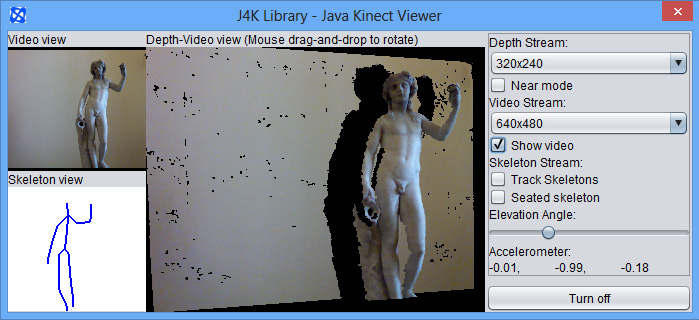 J4K Library - Java Kinect Viewer
Video view
Depth-Video view (Mouse drag-and-drop to rotate)
Skeleton view
Depth Stream:
320x240
Near mode
Video Stream:
640x480
Show video
Skeleton Stream:
Track Skeletons
Seated skeleton
Elevation Angle:
Accelerometer:
-0.01, -0.99, -0.18
Turn off